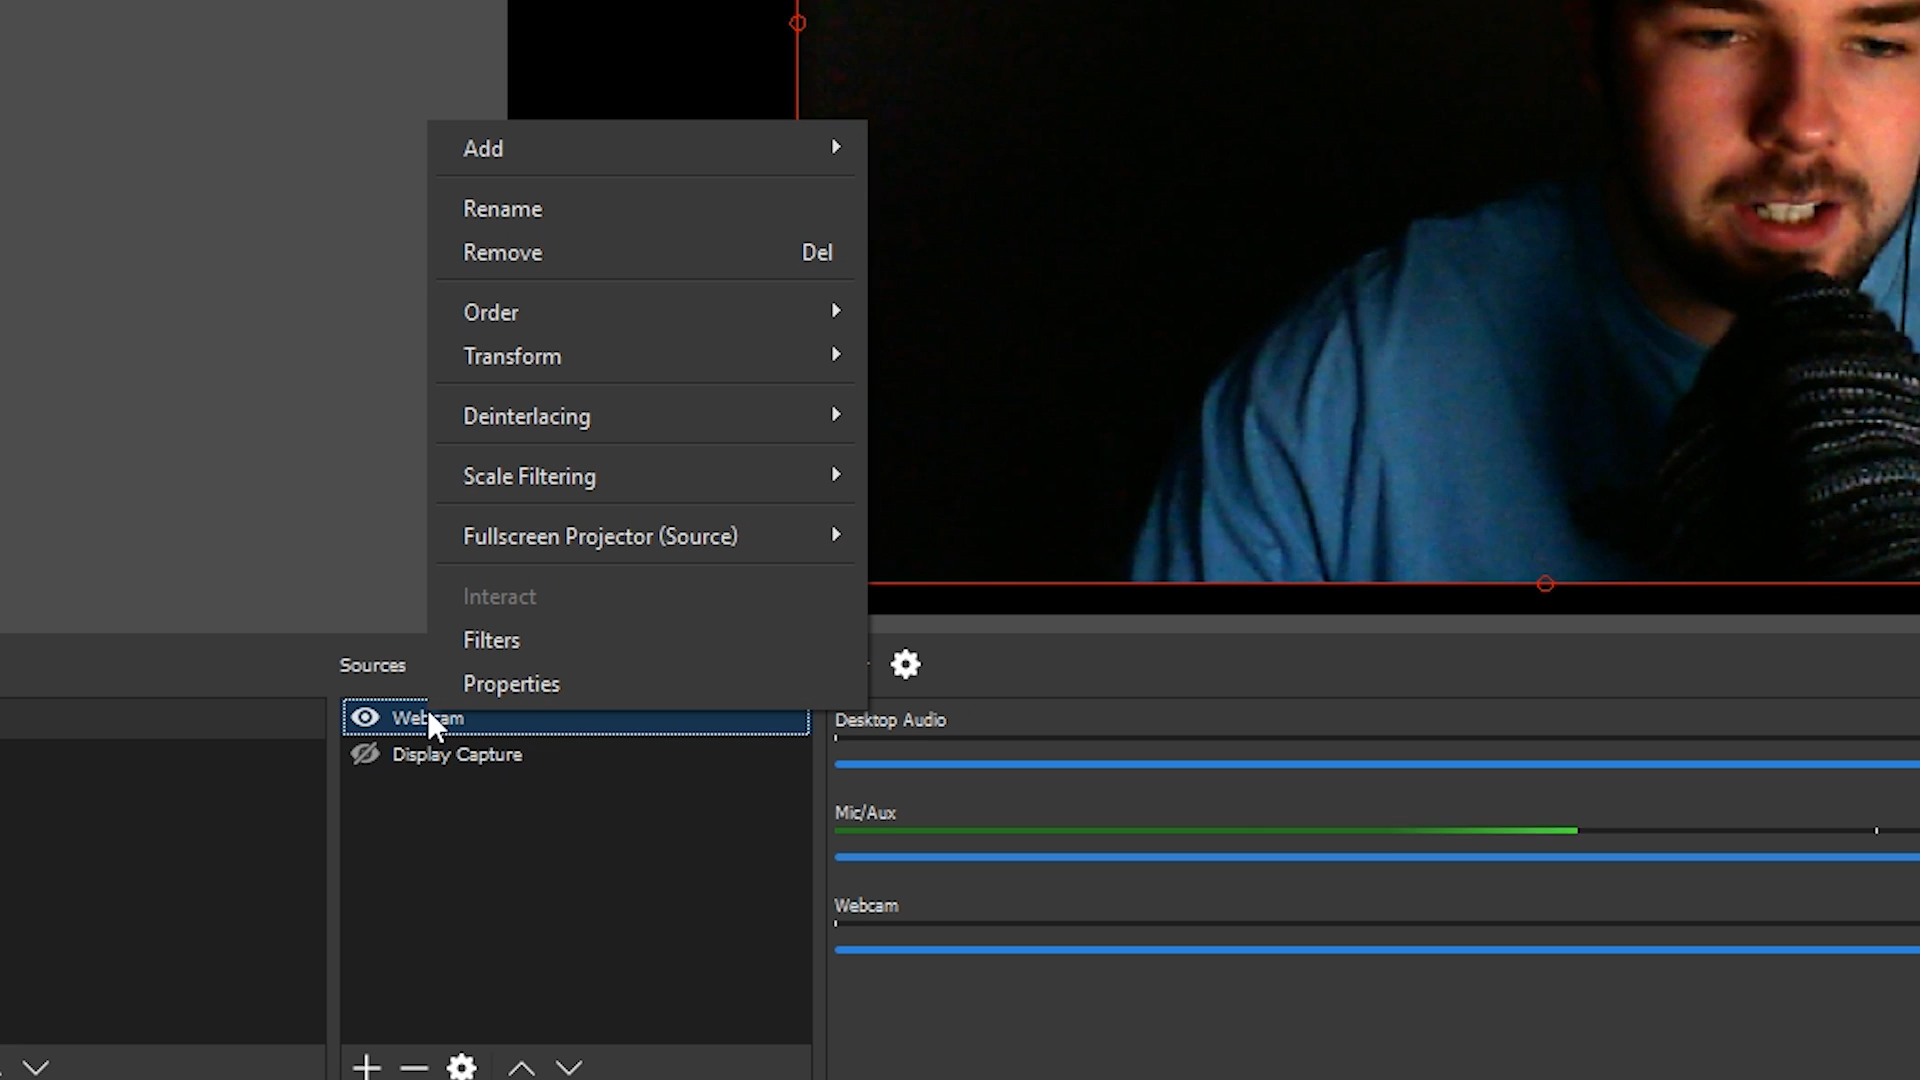 Add
Rename
Remove Del
Order
Transform
Deinterlacing
Scale Filtering
Fullscreen Projector (Source)
Interact
Filters
Properties
Sources
Webcam
Display Capture
Desktop Audio
Mic/Aux
Webcam